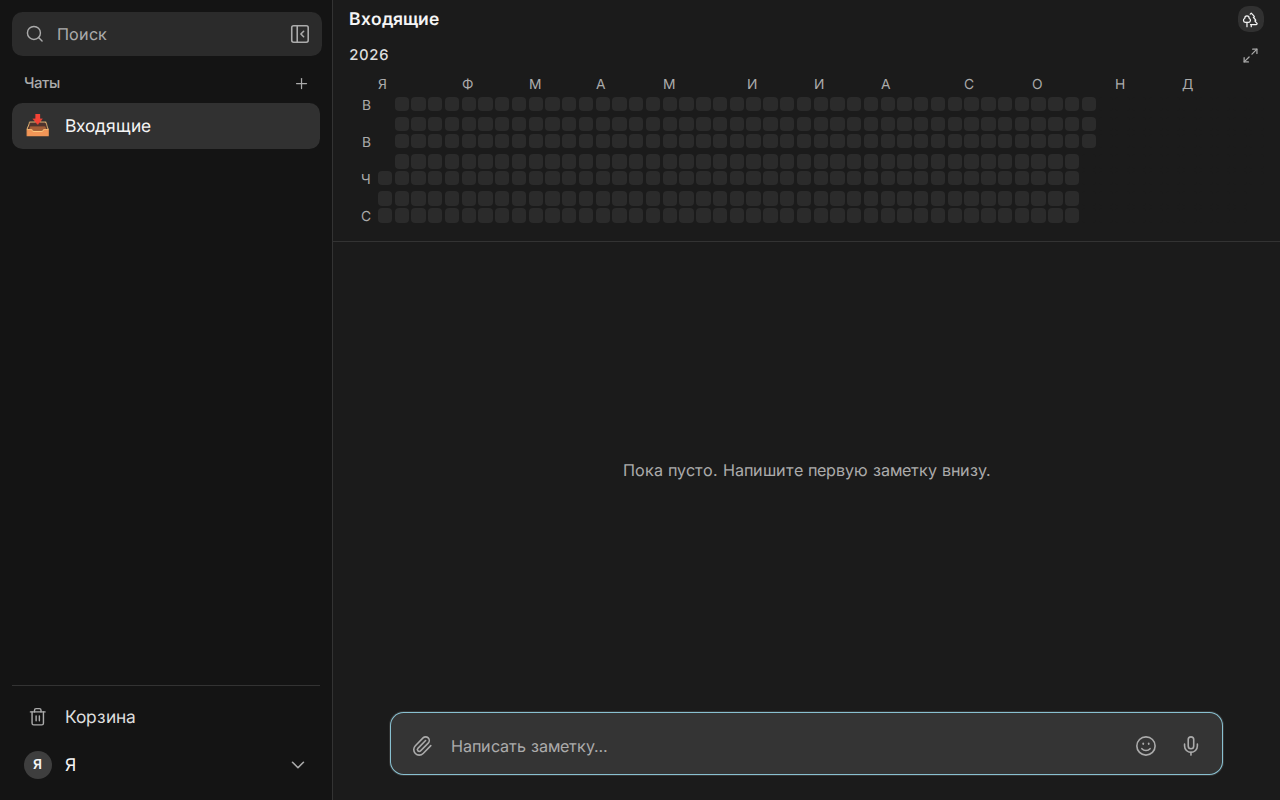 Поиск
Чаты
Входящие
Корзина
Я Я
Входящие
2026
Я Ф М А М И И А С О Н Д
В
В
Ч
С
Пока пусто. Напишите первую заметку внизу.
Написать заметку...